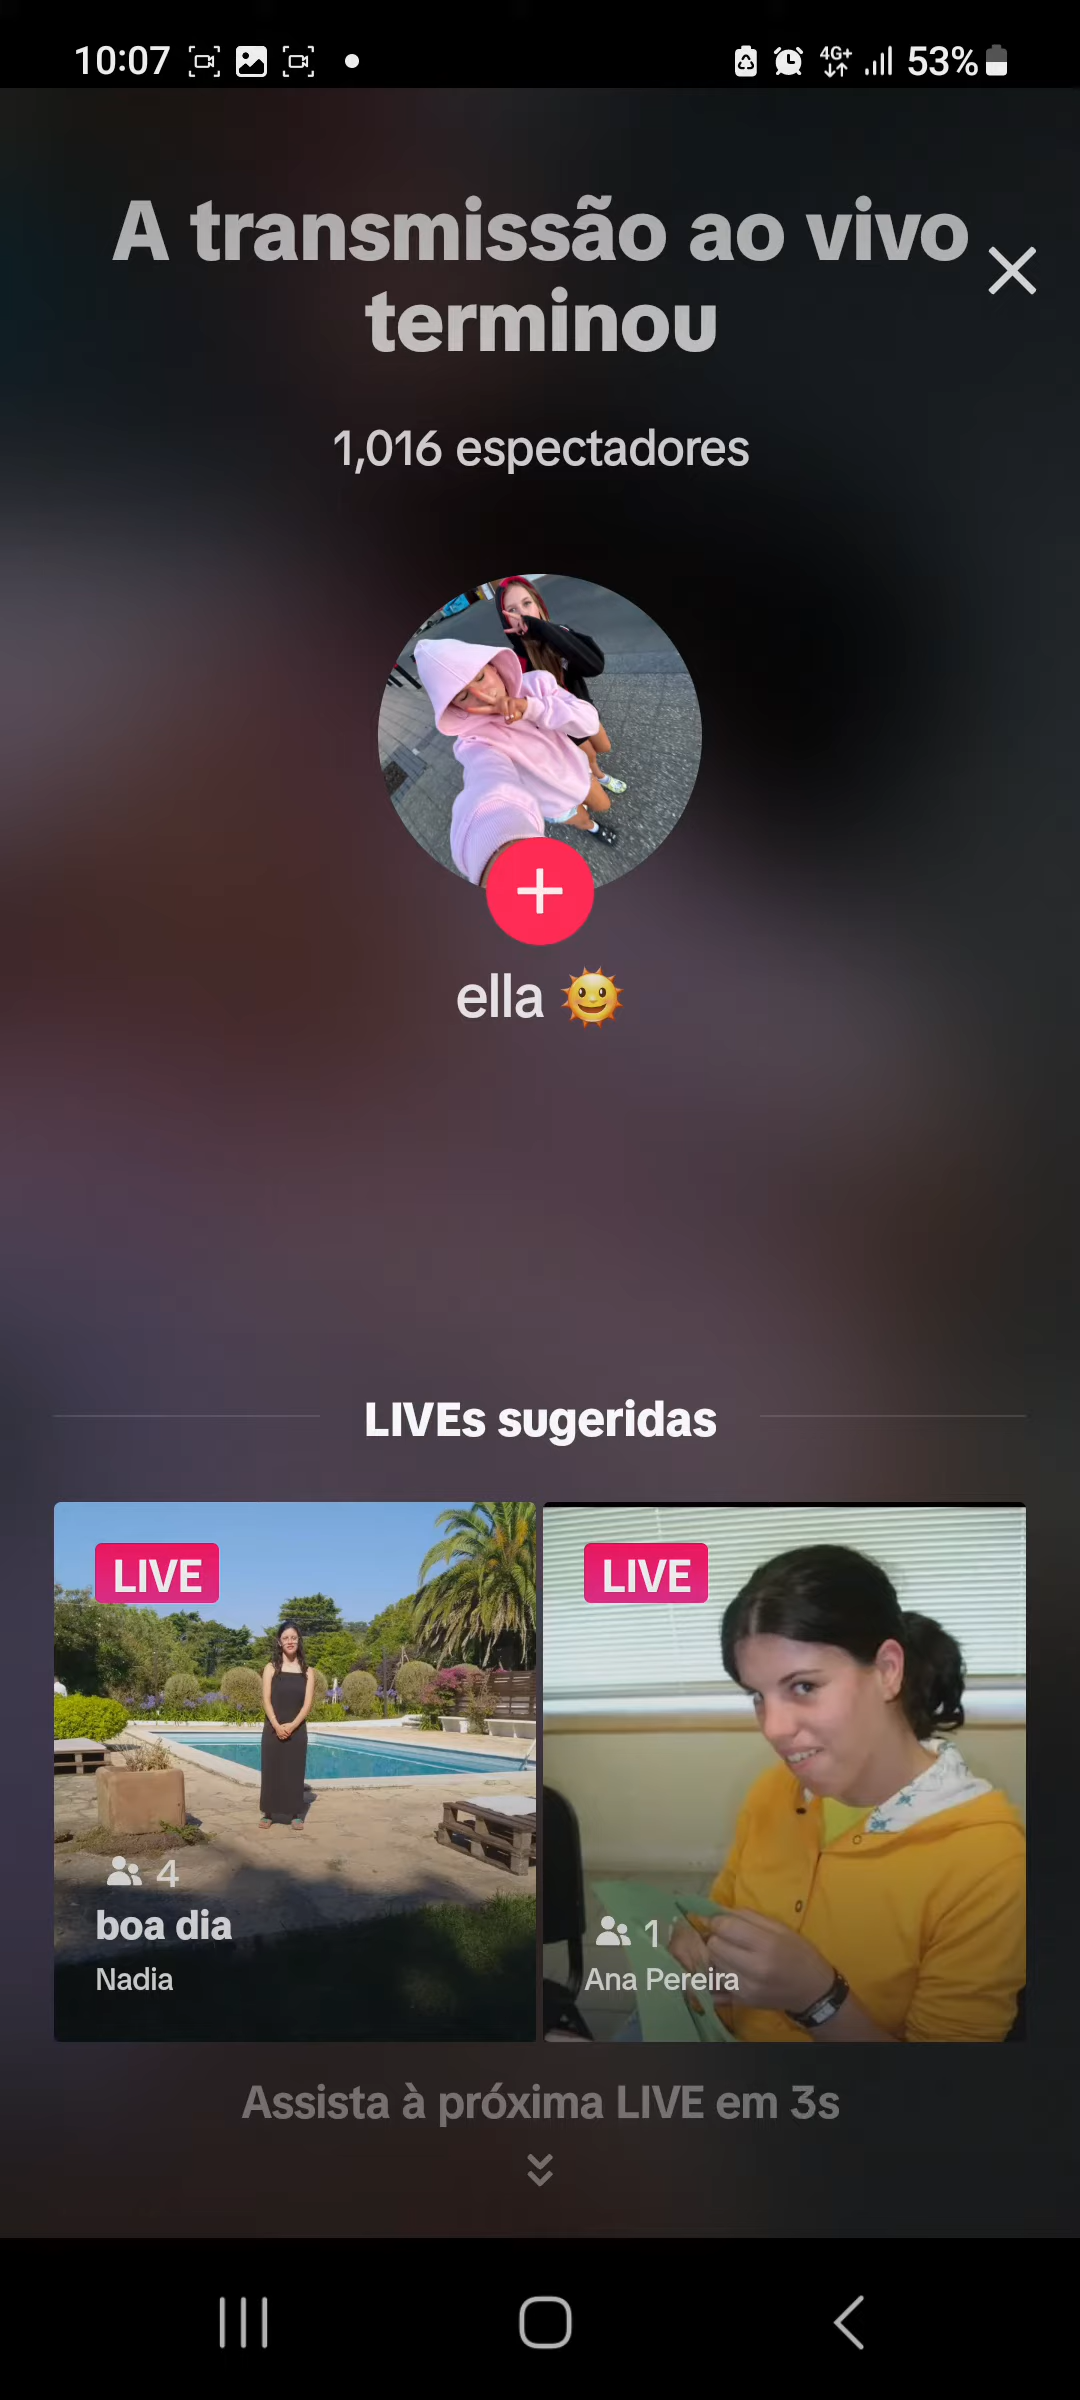 10:07 4G+ 53%
A transmissão ao vivo
terminou
1,016 espectadores
ella 🌞
LIVEs sugeridas
LIVE
4
boa dia
Nadia
LIVE
1
Ana Pereira
Assista à próxima LIVE em 3s